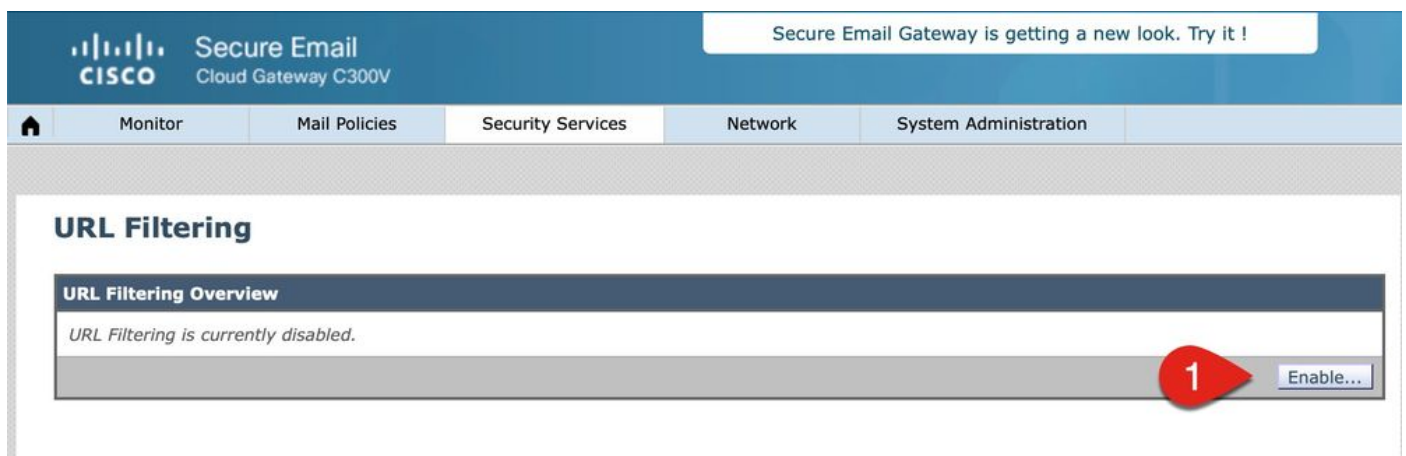 Secure Email Gateway is getting a new look. Try it !
CISCO
Secure Email
Cloud Gateway C300V
Monitor Mail Policies Security Services Network System Administration
URL Filtering
URL Filtering Overview
URL Filtering is currently disabled.
1
Enable...